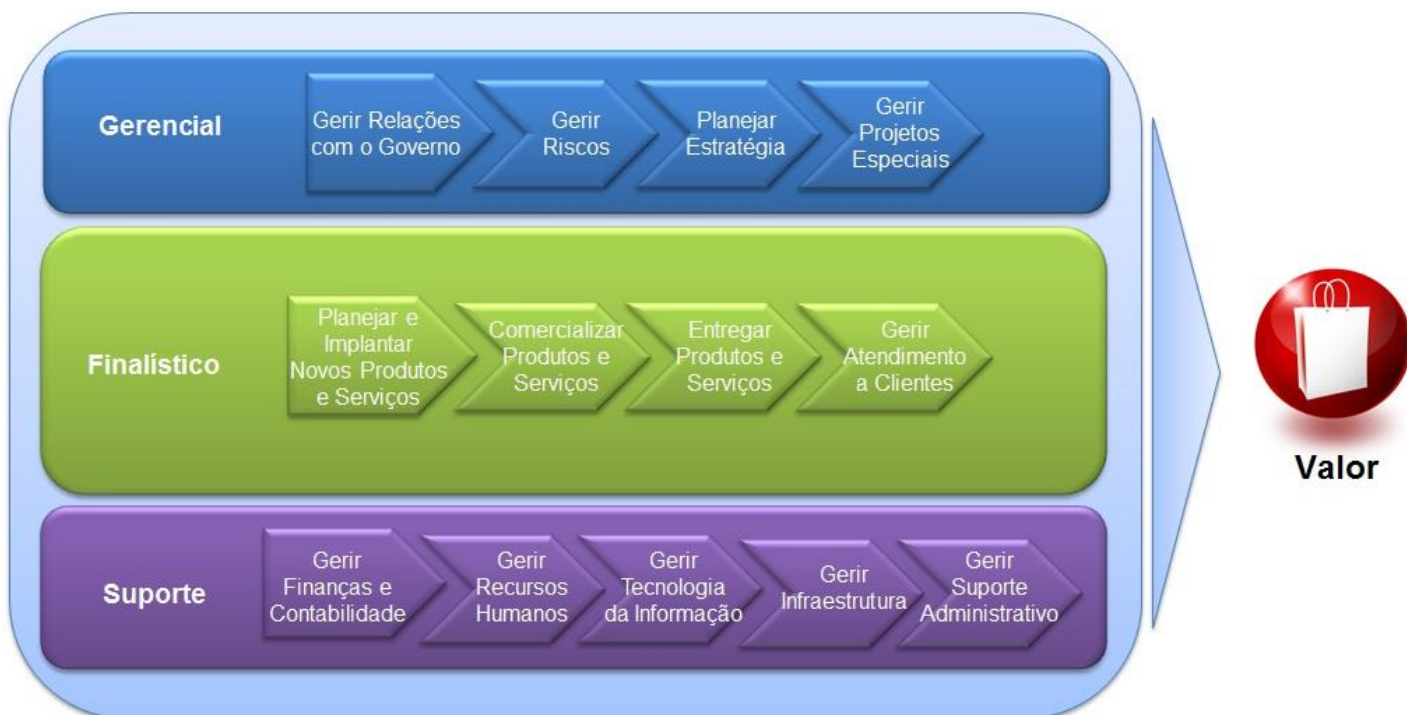 Gerencial
Gerir Relações
com o Governo
Gerir
Riscos
Planejar
Estratégia
Gerir
Projetos
Especiais
Finalístico
Planejar e
Implantar
Novos Produtos
e Serviços
Comercializar
Produtos e
Serviços
Entregar
Produtos e
Serviços
Gerir
Atendimento
a Clientes
Suporte
Gerir
Finanças e
Contabilidade
Gerir
Recursos
Humanos
Gerir
Tecnologia
da Informação
Gerir
Infraestrutura
Gerir
Suporte
Administrativo
Valor